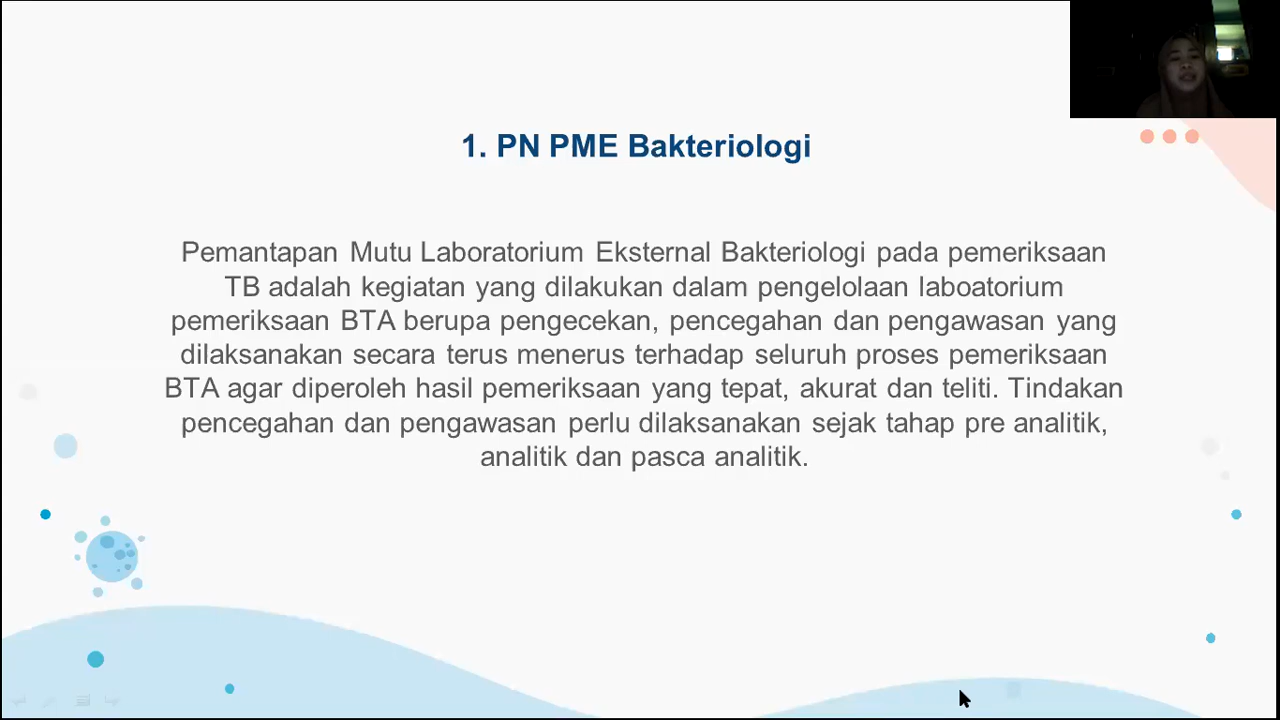 1. PN PME Bakteriologi
Pemantapan Mutu Laboratorium Eksternal Bakteriologi pada pemeriksaan
TB adalah kegiatan yang dilakukan dalam pengelolaan laboatorium
pemeriksaan BTA berupa pengecekan, pencegahan dan pengawasan yang
dilaksanakan secara terus menerus terhadap seluruh proses pemeriksaan
BTA agar diperoleh hasil pemeriksaan yang tepat, akurat dan teliti. Tindakan
pencegahan dan pengawasan perlu dilaksanakan sejak tahap pre analitik,
analitik dan pasca analitik.